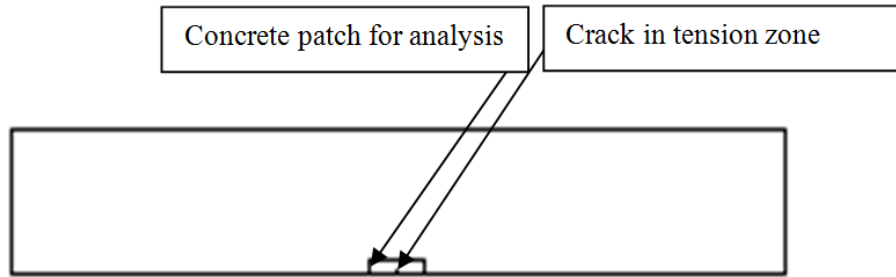 Concrete patch for analysis
Crack in tension zone